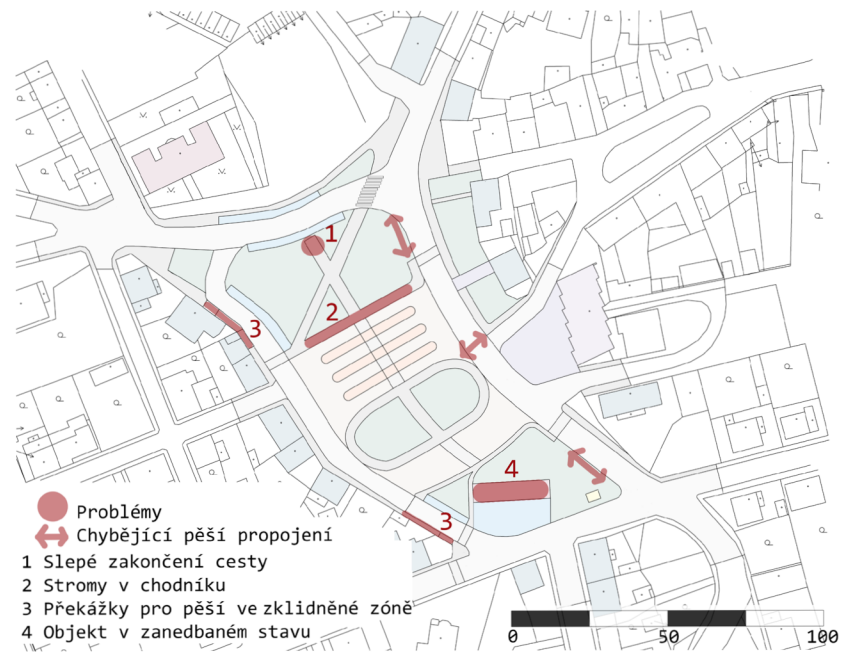 1
2
3
4
3
Problémy
Chybějící pěší propojení
1 Slepé zakončení cesty
2 Stromy v chodníku
3 Překážky pro pěší ve zklidněné zóně
4 Objekt v zanedbaném stavu
0 50 100